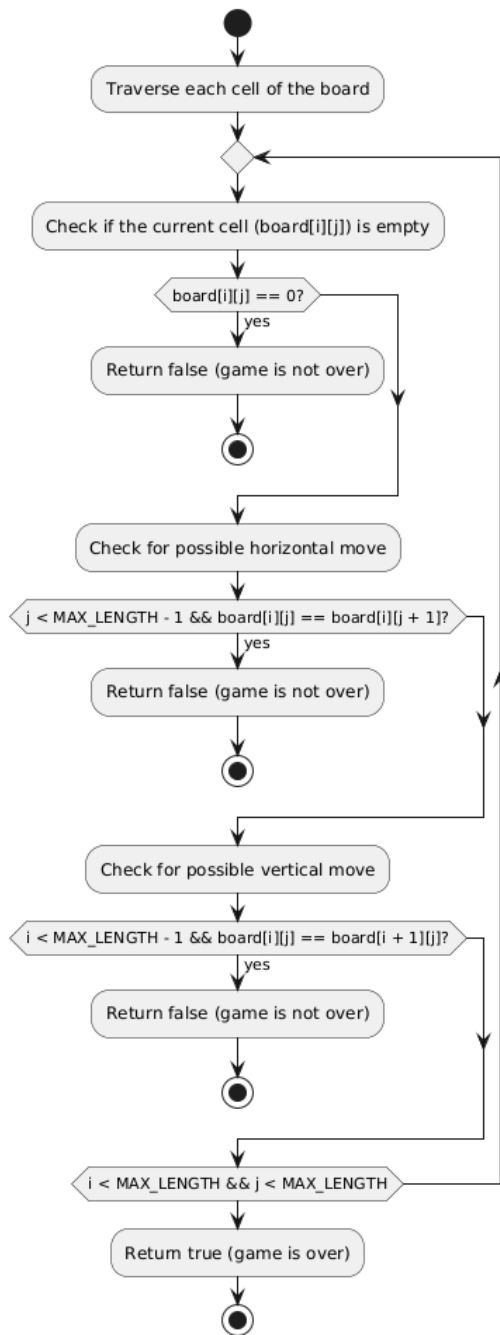 Traverse each cell of the board
Check if the current cell (board[i][j]) is empty
board[i][j] == 0?
yes
Return false (game is not over)
Check for possible horizontal move
j < MAX_LENGTH - 1 && board[i][j] == board[i][j + 1]?
yes
Return false (game is not over)
Check for possible vertical move
i < MAX_LENGTH - 1 && board[i][j] == board[i + 1][j]?
yes
Return false (game is not over)
i < MAX_LENGTH && j < MAX_LENGTH
Return true (game is over)